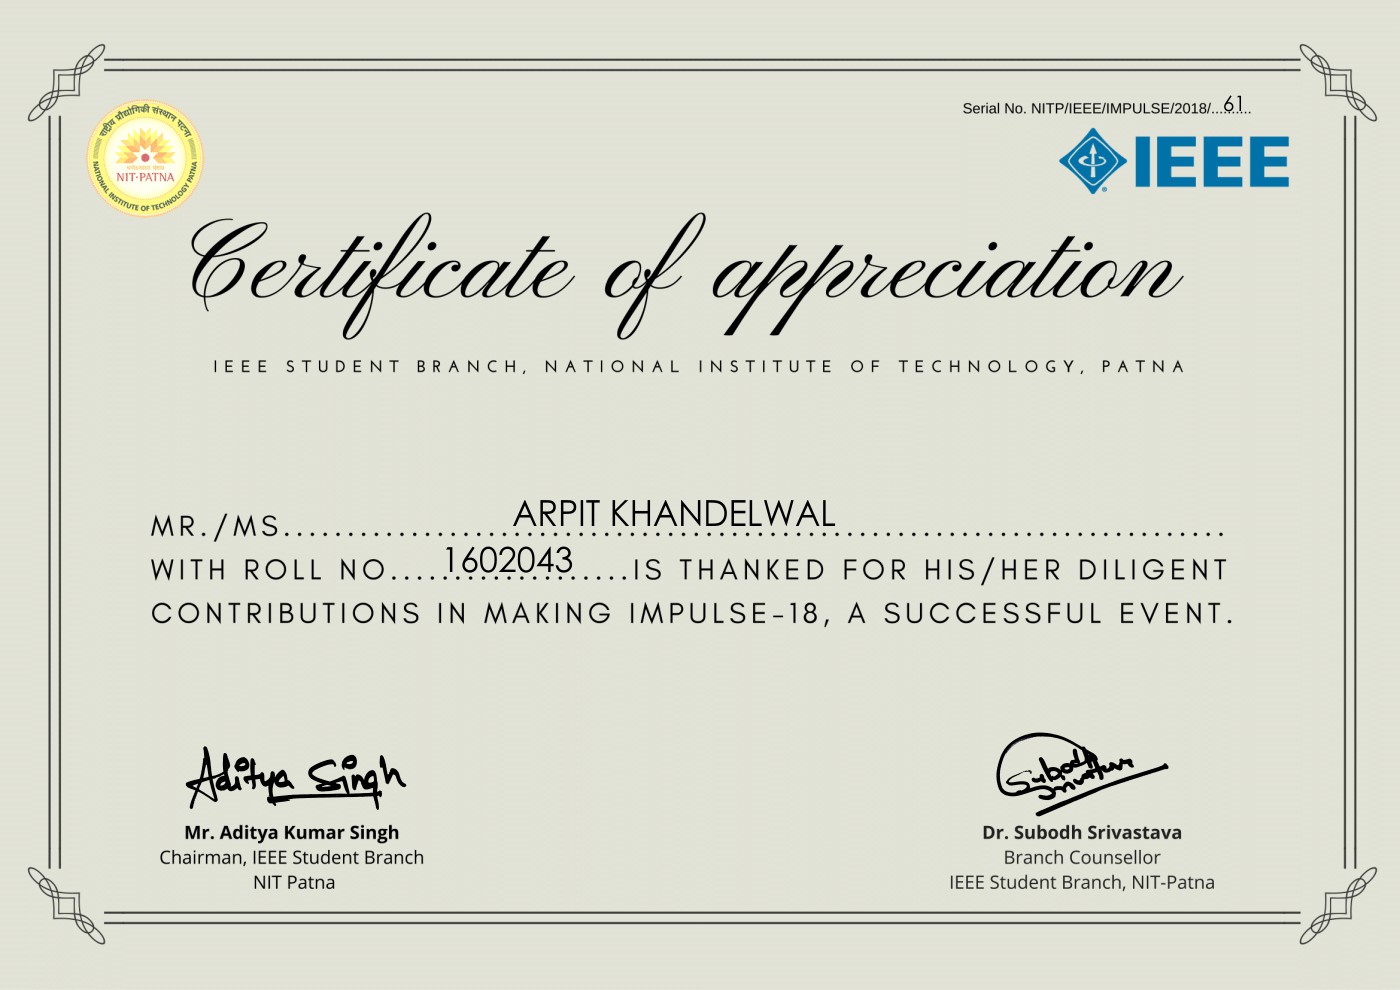 Serial No. NITP/IEEE/IMPULSE/2018/..........61
राष्ट्रीय प्रौद्योगिकी संस्थान पटना
NIT-PATNA
NATIONAL INSTITUTE OF TECHNOLOGY PATNA
IEEE
Certificate of appreciation
IEEE STUDENT BRANCH, NATIONAL INSTITUTE OF TECHNOLOGY, PATNA
MR./MS. ARPIT KHANDELWAL
WITH ROLL NO. 1602043 IS THANKED FOR HIS/HER DILIGENT
CONTRIBUTIONS IN MAKING IMPULSE-18, A SUCCESSFUL EVENT.
Aditya Singh
Mr. Aditya Kumar Singh
Chairman, IEEE Student Branch
NIT Patna
Subodh
Srivastava
Dr. Subodh Srivastava
Branch Counsellor
IEEE Student Branch, NIT-Patna